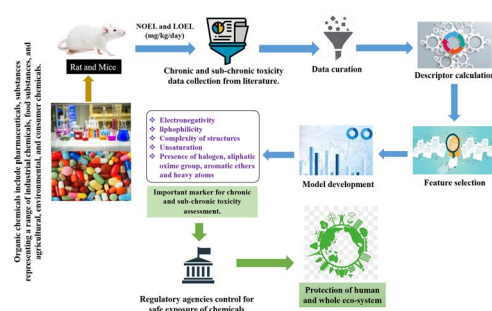 Organic chemicals include pharmaceuticals, substances
representing a range of industrial chemicals, food substances, and
agricultural, environmental, and consumer chemicals.
Rat and Mice
NOEL and LOEL
(mg/kg/day)
Chronic and sub-chronic toxicity
data collection from literature.
Data curation
Descriptor calculation
Feature selection
Model development
Electronegativity
liphophibility
Complexity of structures
Unsaturation
Presence of halogen, aliphatic
oxime group, aromatic ethers
and heavy atoms
Important marker for chronic
and sub-chronic toxicity
assessment.
Regulatory agencies control for
safe exposure of chemicals
Protection of human
and whole eco-system